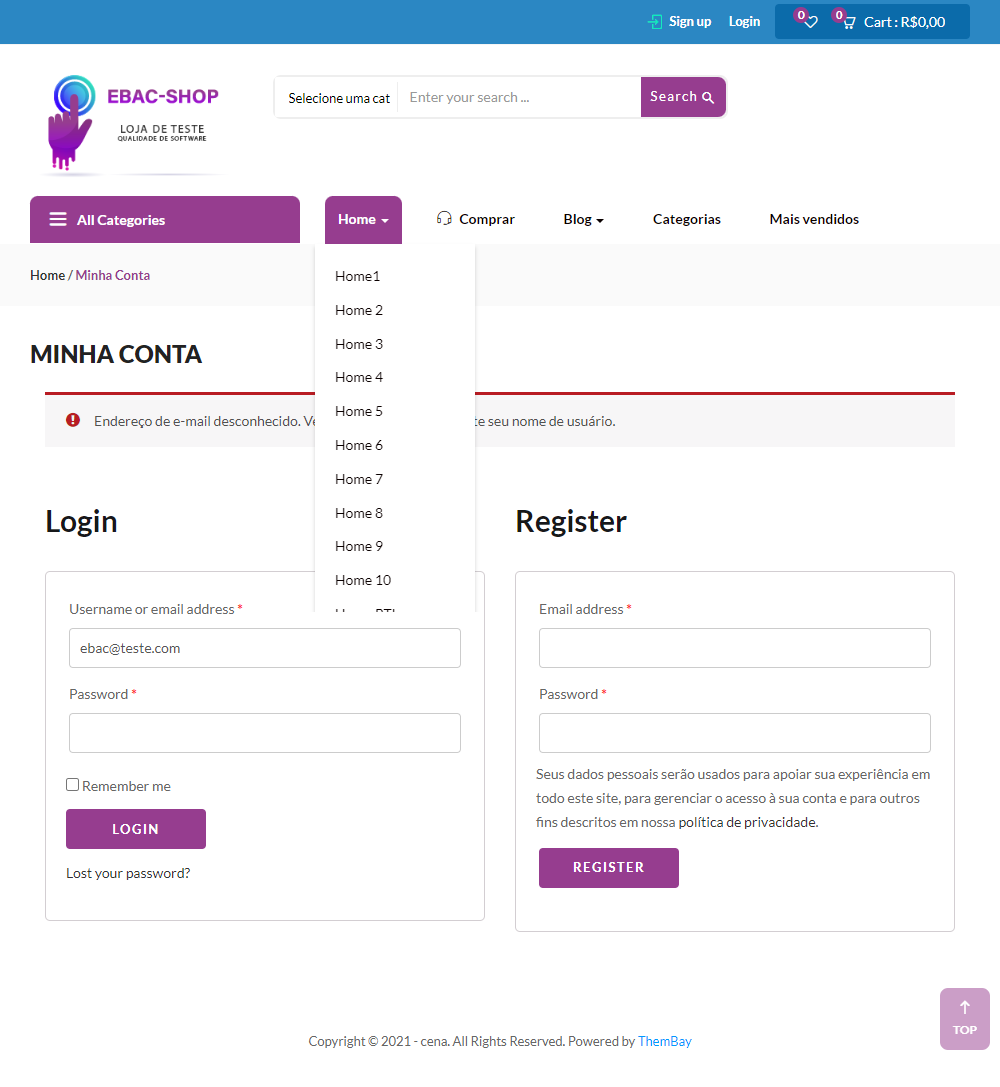 Sign up
Login
0
0
Cart : R$0,00
EBAC-SHOP
LOJA DE TESTE
QUALIDADE DE SOFTWARE
Selecione uma cat
Enter your search ...
Search
All Categories
Home
Comprar
Blog
Categorias
Mais vendidos
Home / Minha Conta
Home1
Home 2
Home 3
Home 4
Home 5
Home 6
Home 7
Home 8
Home 9
Home 10
MINHA CONTA
Endereço de e-mail desconhecido. seu nome de usuário.
Login
Username or email address *
ebac@teste.com
Password *
Remember me
LOGIN
Lost your password?
Register
Email address *
Password *
Seus dados pessoais serão usados para apoiar sua experiência em
todo este site, para gerenciar o acesso à sua conta e para outros
fins descritos em nossa política de privacidade.
REGISTER
TOP
Copyright © 2021 - cena. All Rights Reserved. Powered by ThemBay